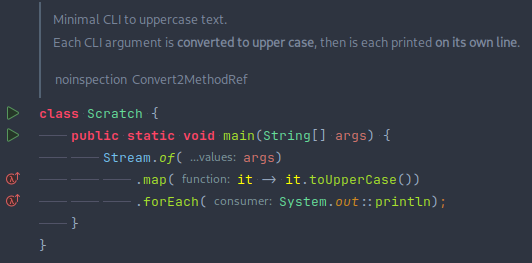 Minimal CLI to uppercase text.
Each CLI argument is converted to upper case, then is each printed on its own line.
noinspection Convert2MethodRef
class Scratch {
public static void main(String[] args) {
Stream.of( ...values: args)
.map( function: it -> it.toUpperCase())
.forEach( consumer: System.out::println);
}
}